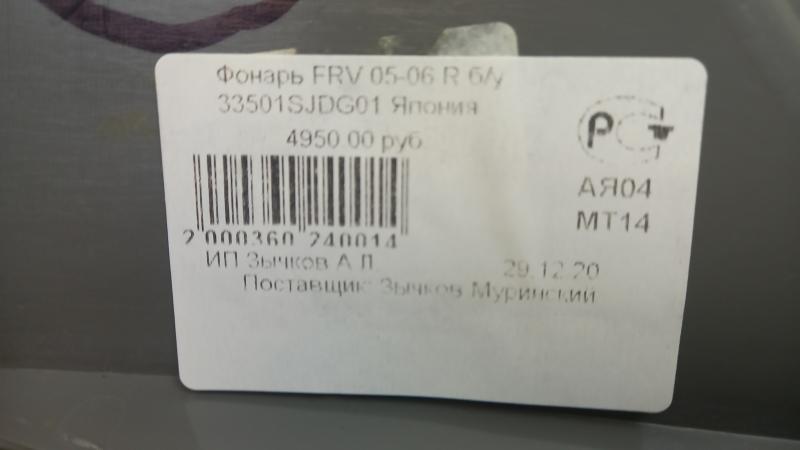 Фонарь FRV 05-06 R б/у
33501SJDG01 Япония
4950.00 руб
РСТ
АЯ04
МТ14
2 000360 240014
ИП Зычков А Л
29.12.20
Поставщик: Зычков Муринский